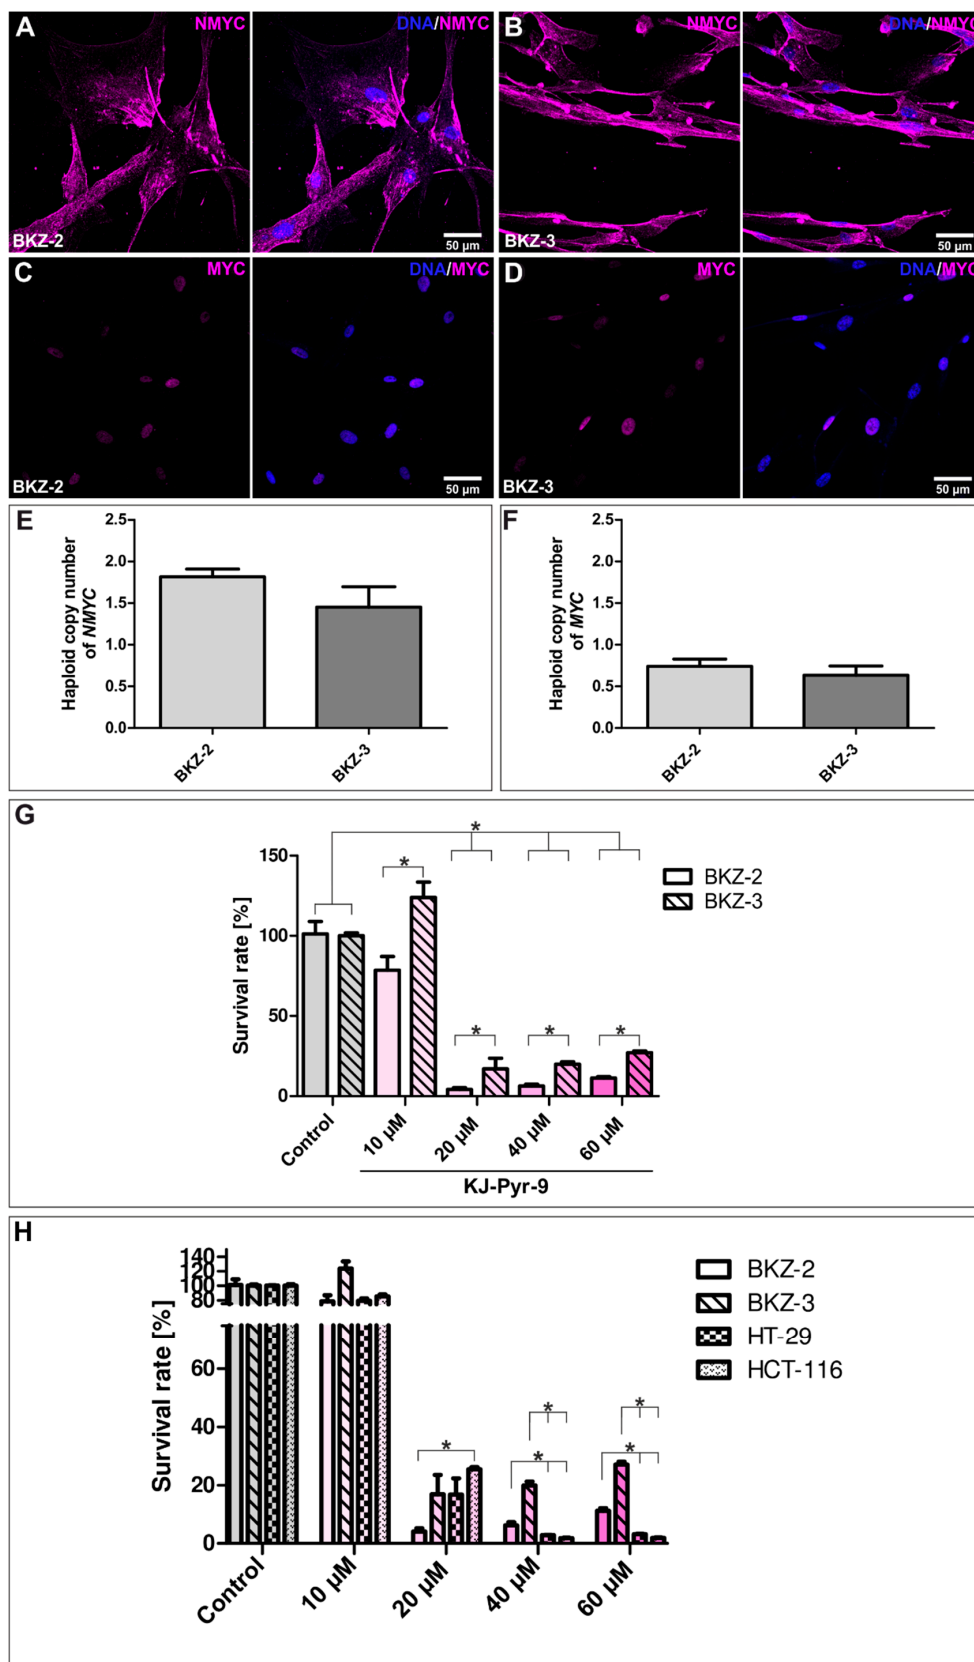 A
NMYC
DNA/NMYC
BKZ-2
50 µm
B
NMYC
DNA/NMYC
BKZ-3
50 µm
C
MYC
DNA/MYC
BKZ-2
50 µm
D
MYC
DNA/MYC
BKZ-3
50 µm
E
Haploid copy number
of NMYC
2.5
2.0
1.5
1.0
0.5
0.0
BKZ-2
BKZ-3
F
Haploid copy number
of MYC
2.5
2.0
1.5
1.0
0.5
0.0
BKZ-2
BKZ-3
G
Survival rate [%]
150
100
50
0
*
*
*
*
*
BKZ-2
BKZ-3
Control
10 µM
20 µM
40 µM
60 µM
KJ-Pyr-9
H
Survival rate [%]
140
120
100
80
60
40
20
0
*
*
*
*
*
BKZ-2
BKZ-3
HT-29
HCT-116
Control
10 µM
20 µM
40 µM
60 µM